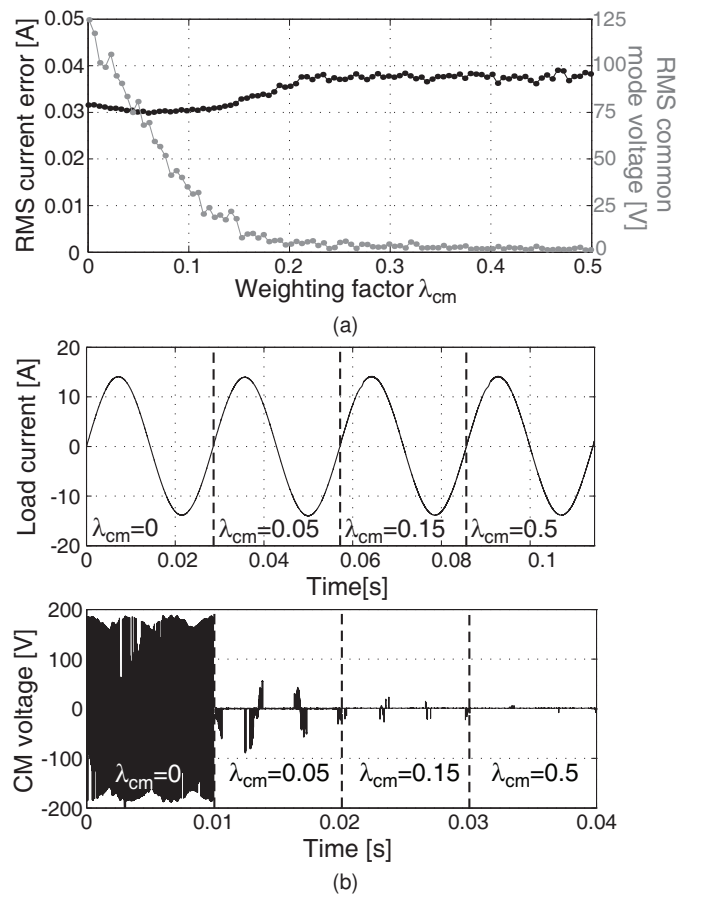 0.05
0.04
0.03
0.02
0.01
0
RMS current error [A]
125
100
75
50
25
0
RMS common
mode voltage [V]
0 0.1 0.2 0.3 0.4 0.5
Weighting factor λcm
(a)
20
10
0
-10
-20
Load current [A]
λcm=0 λcm=0.05 λcm=0.15 λcm=0.5
0 0.02 0.04 0.06 0.08 0.1
Time[s]
200
100
0
-100
-200
CM voltage [V]
λcm=0 λcm=0.05 λcm=0.15 λcm=0.5
0 0.01 0.02 0.03 0.04
Time [s]
(b)